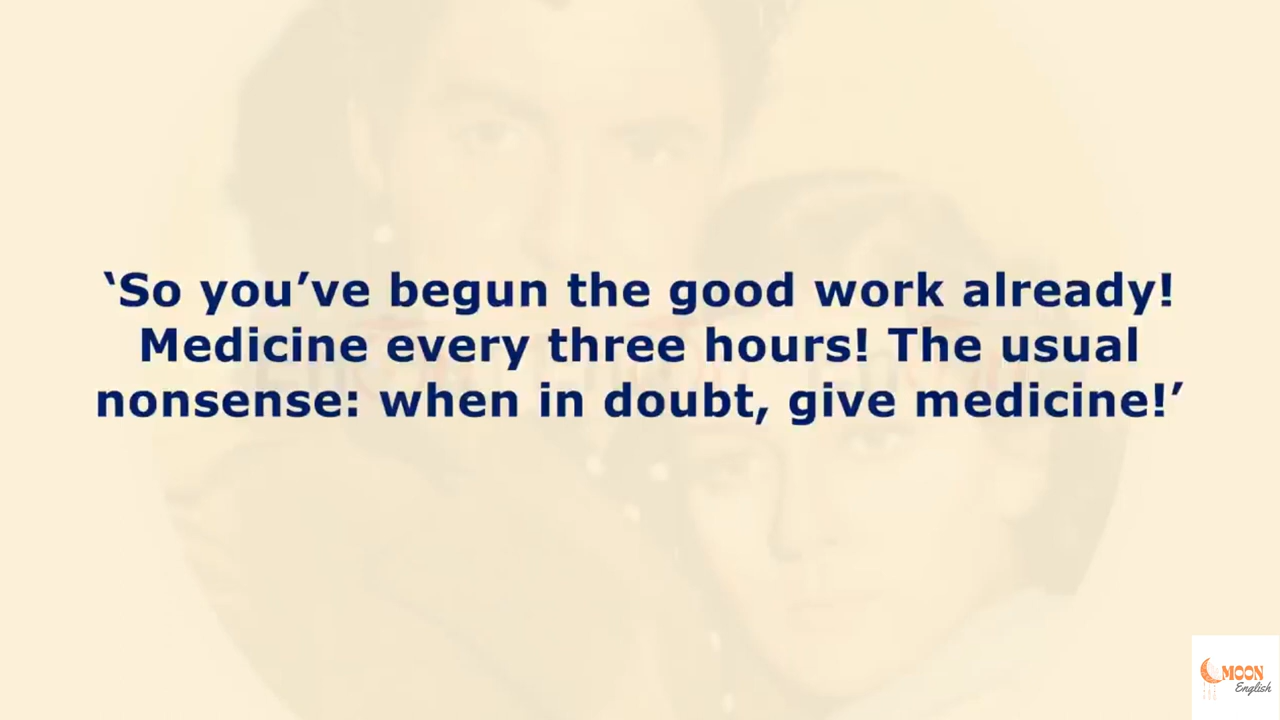 ‘So you’ve begun the good work already!
Medicine every three hours! The usual
nonsense: when in doubt, give medicine!’
MOON
English